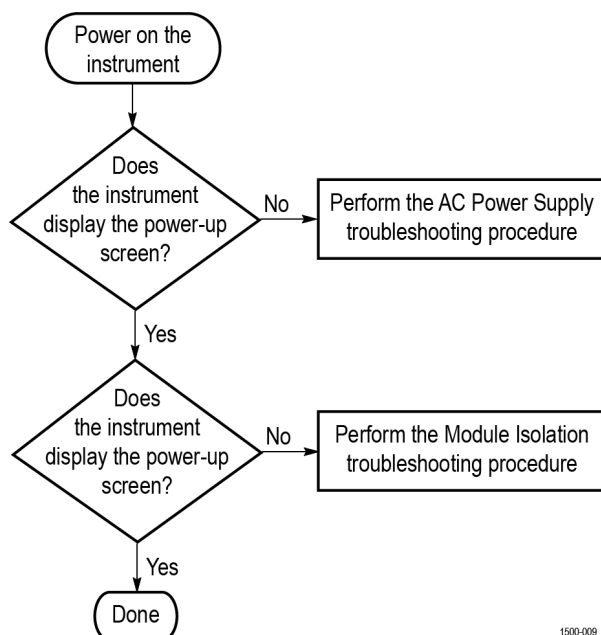 Power on the
instrument
Does
the instrument
display the power-up
screen?
No
Perform the AC Power Supply
troubleshooting procedure
Yes
Does
the instrument
display the power-up
screen?
No
Perform the Module Isolation
troubleshooting procedure
Yes
Done
1500-009